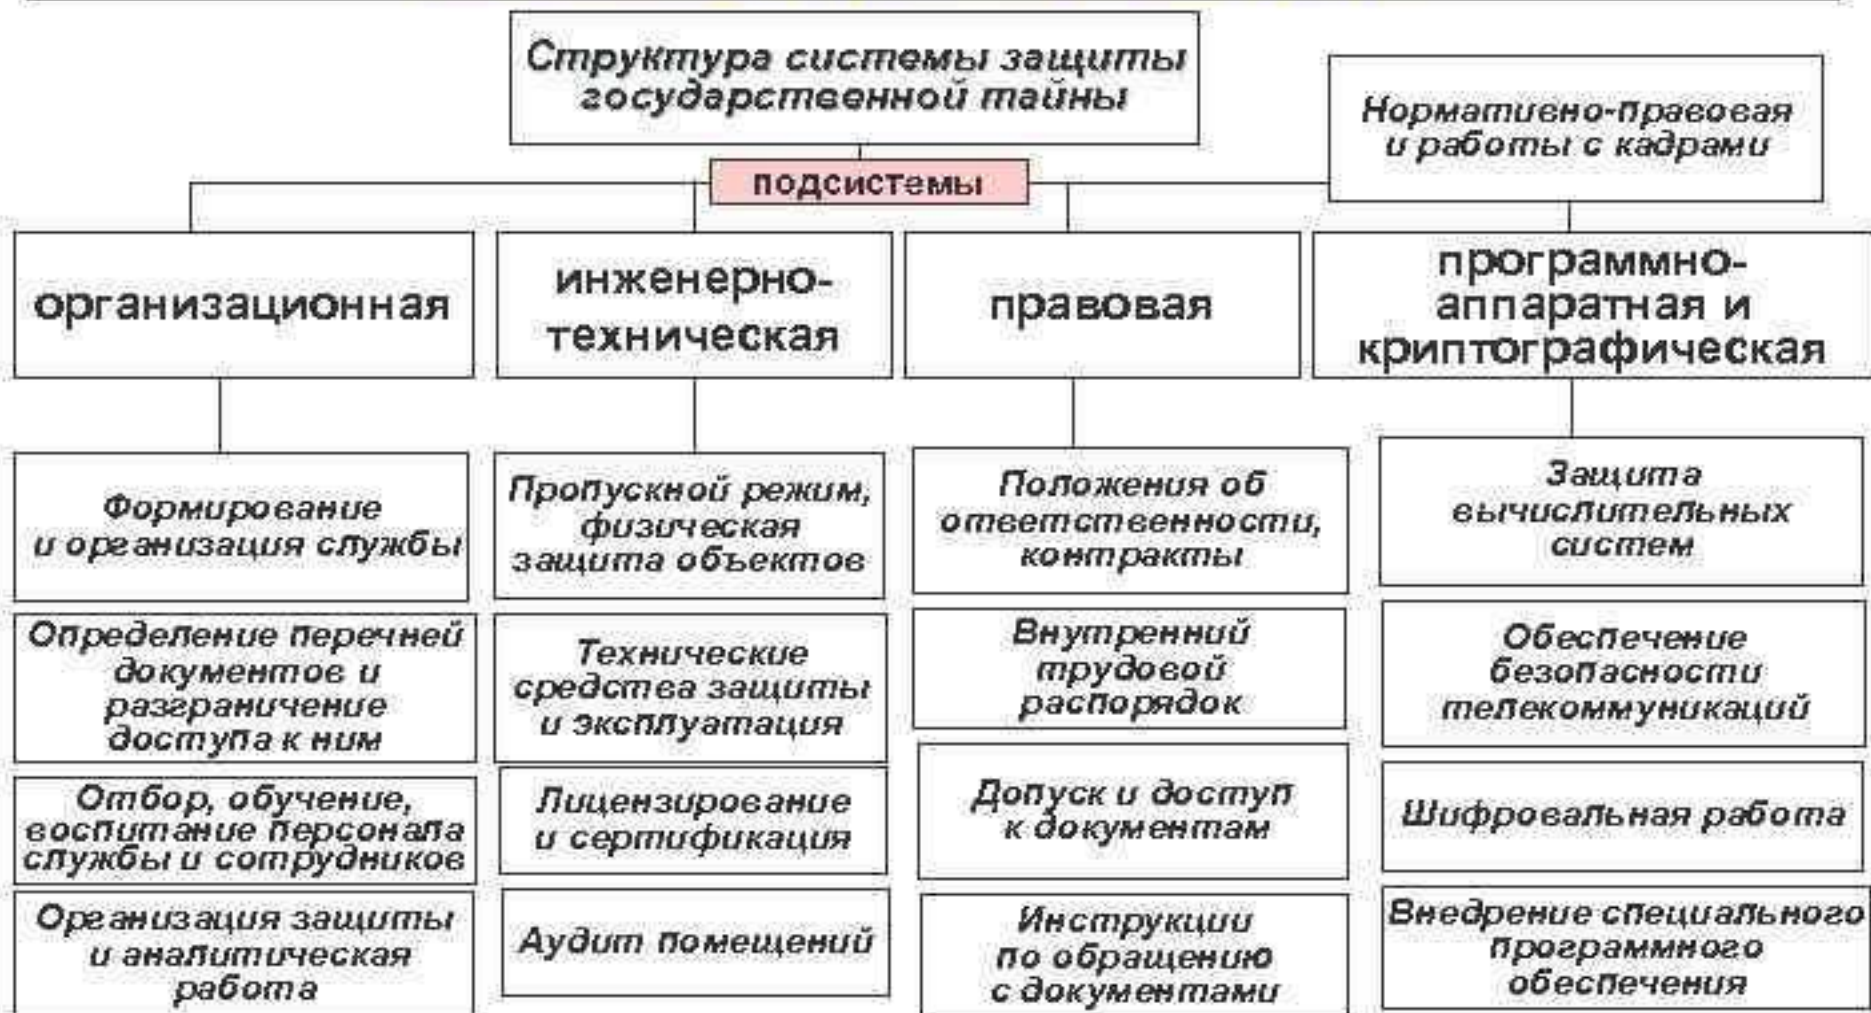 Структура системы защиты
государственной тайны
Нормативно-правовая
и работы с кадрами
подсистемы
организационная
инженерно-
техническая
правовая
программно-
аппаратная и
криптографическая
Формирование
и организация службы
Определение перечней
документов и
разграничение
доступа к ним
Отбор, обучение,
воспитание персонала
службы и сотрудников
Организация защиты
и аналитическая
работа
Пропускной режим,
физическая
защита объектов
Технические
средства защиты
и эксплуатация
Лицензирование
и сертификация
Аудит помещений
Положения об
ответственности,
контракты
Внутренний
трудовой
распорядок
Допуск и доступ
к документам
Инструкции
по обращению
с документами
Защита
вычислительных
систем
Обеспечение
безопасности
телекоммуникаций
Шифровальная работа
Внедрение специального
программного
обеспечения